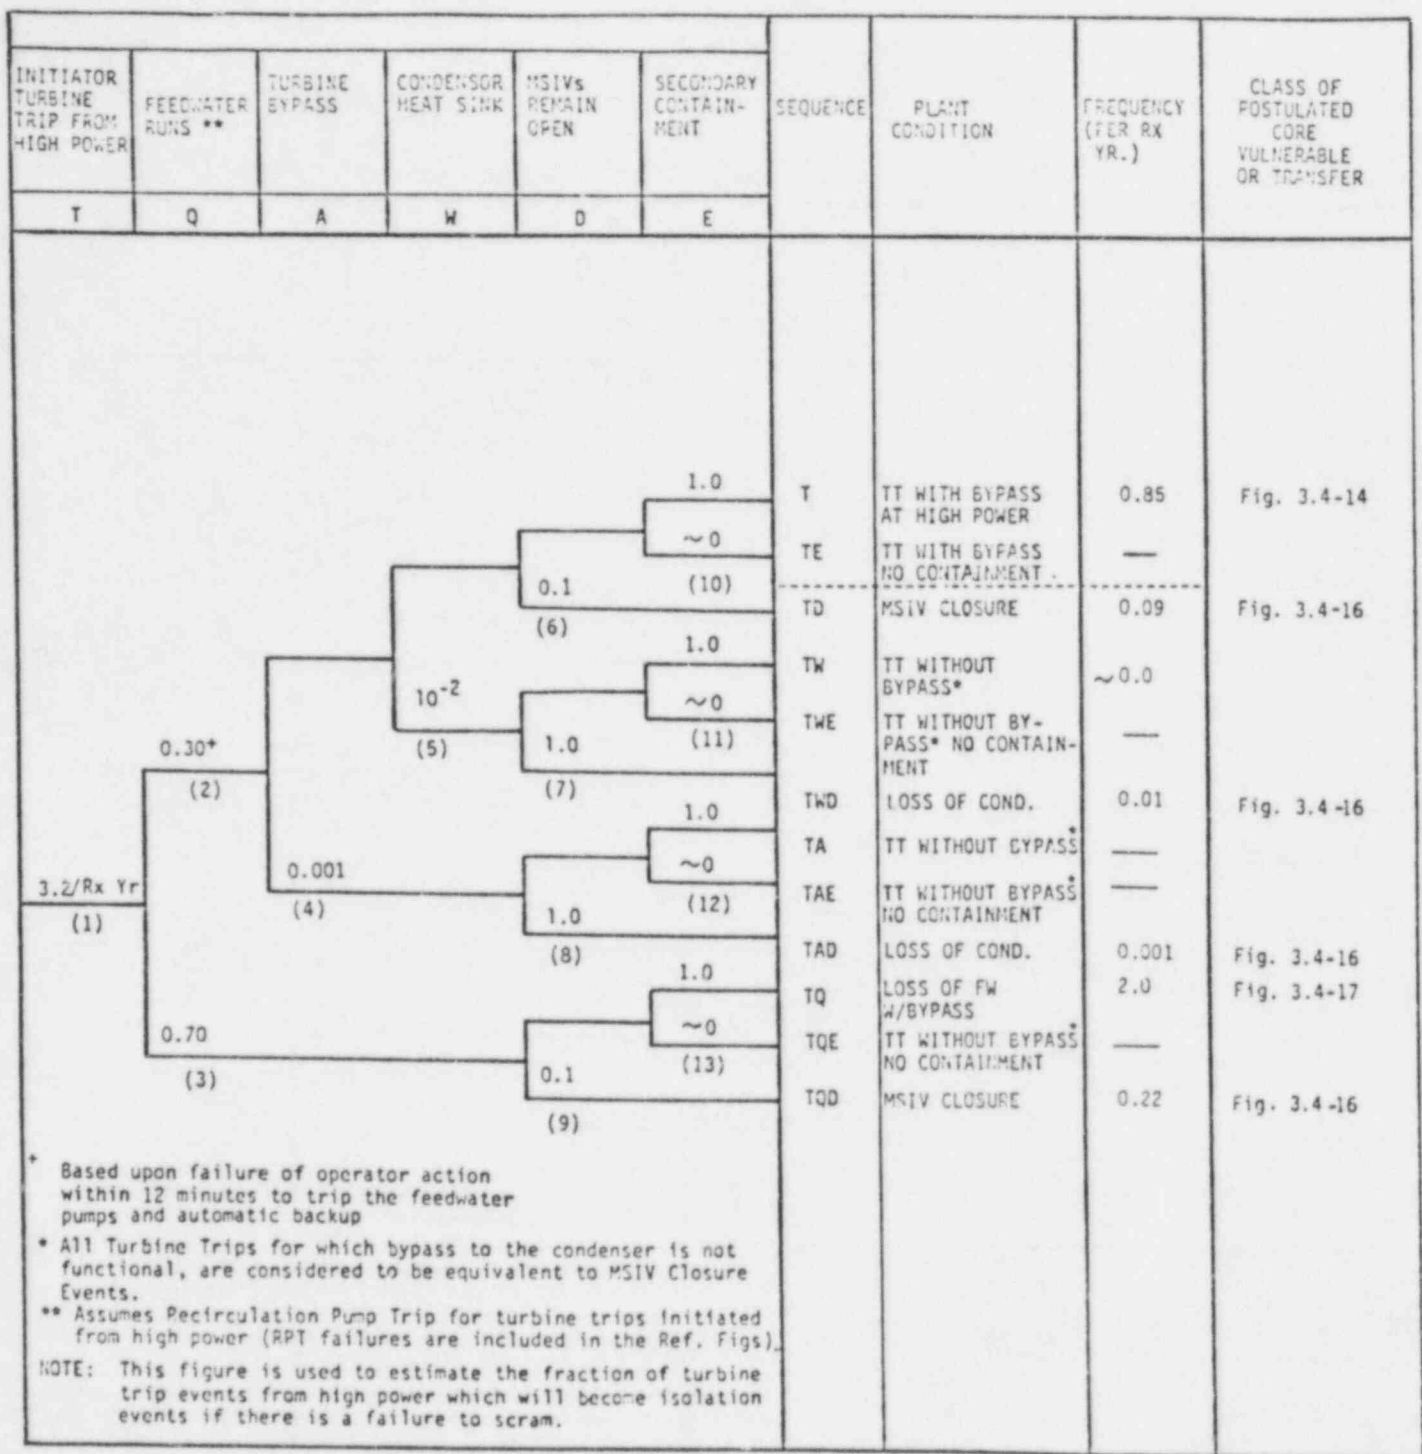 INITIATOR
TURBINE
TRIP FROM
HIGH POWER
FEEDWATER
RUNS **
TURBINE
BYPASS
CONDENSOR
HEAT SINK
MSIVs
REMAIN
OPEN
SECONDARY
CONTAIN-
MENT
SEQUENCE
PLANT
CONDITION
FREQUENCY
(PER RX
YR.)
CLASS OF
POSTULATED
CORE
VULNERABLE
OR TRANSFER
T
Q
A
W
D
E
1.0
T
TT WITH BYPASS
AT HIGH POWER
0.85
Fig. 3.4-14
~0
TE
TT WITH BYPASS
NO CONTAINMENT
—
(10)
0.1
TD
MSIV CLOSURE
0.09
Fig. 3.4-16
(6)
1.0
TW
TT WITHOUT
BYPASS*
~0.0
10-2
~0
TWE
TT WITHOUT BY-
PASS* NO CONTAIN-
MENT
—
(5)
(11)
0.30+
(2)
1.0
(7)
TWD
LOSS OF COND.
0.01
Fig. 3.4-16
1.0
TA
TT WITHOUT BYPASS*
—
0.001
~0
TAE
TT WITHOUT BYPASS*
NO CONTAINMENT
—
(4)
(12)
3.2/Rx Yr
(1)
1.0
TAD
LOSS OF COND.
0.001
Fig. 3.4-16
(8)
1.0
TQ
LOSS OF FW
W/BYPASS
2.0
Fig. 3.4-17
0.70
~0
TQE
TT WITHOUT BYPASS*
NO CONTAINMENT
—
(3)
(13)
0.1
TQD
MSIV CLOSURE
0.22
Fig. 3.4-16
(9)
+ Based upon failure of operator action
within 12 minutes to trip the feedwater
pumps and automatic backup
* All Turbine Trips for which bypass to the condenser is not
functional, are considered to be equivalent to MSIV Closure
Events.
** Assumes Recirculation Pump Trip for turbine trips initiated
from high power (RPT failures are included in the Ref. Figs).
NOTE: This figure is used to estimate the fraction of turbine
trip events from high power which will become isolation
events if there is a failure to scram.